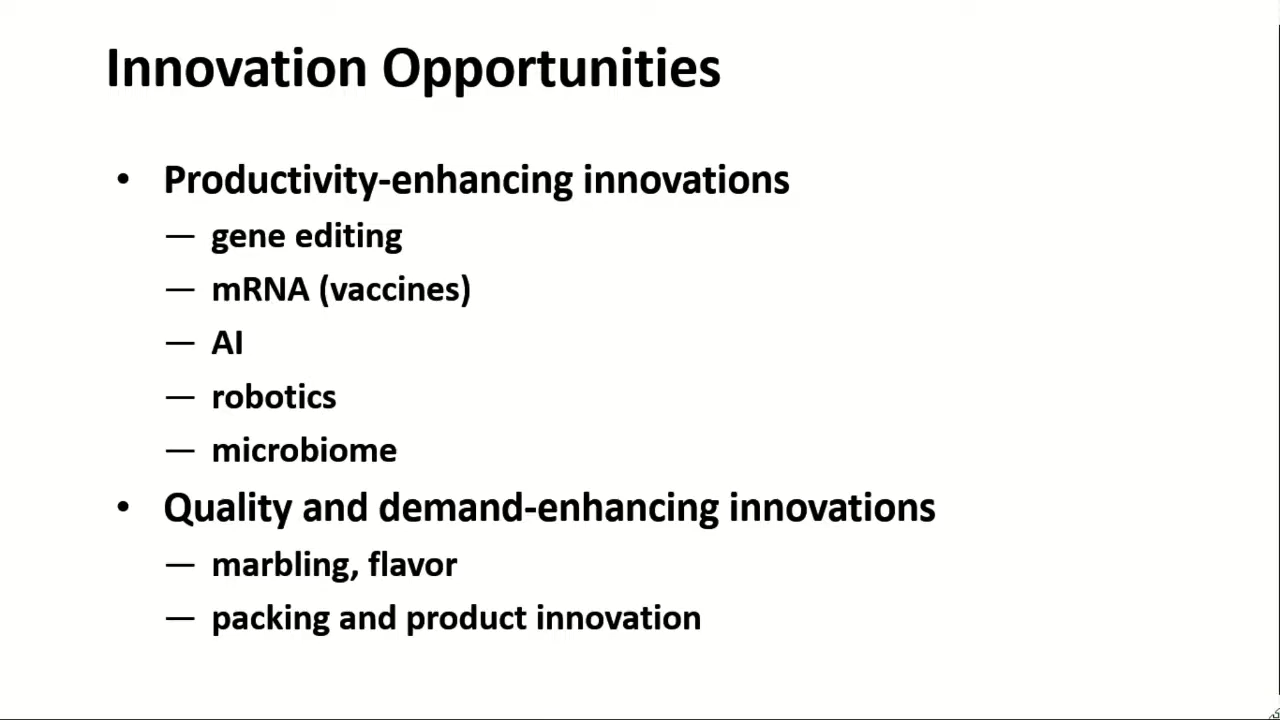 Innovation Opportunities
• Productivity-enhancing innovations
— gene editing
— mRNA (vaccines)
— AI
— robotics
— microbiome
• Quality and demand-enhancing innovations
— marbling, flavor
— packing and product innovation